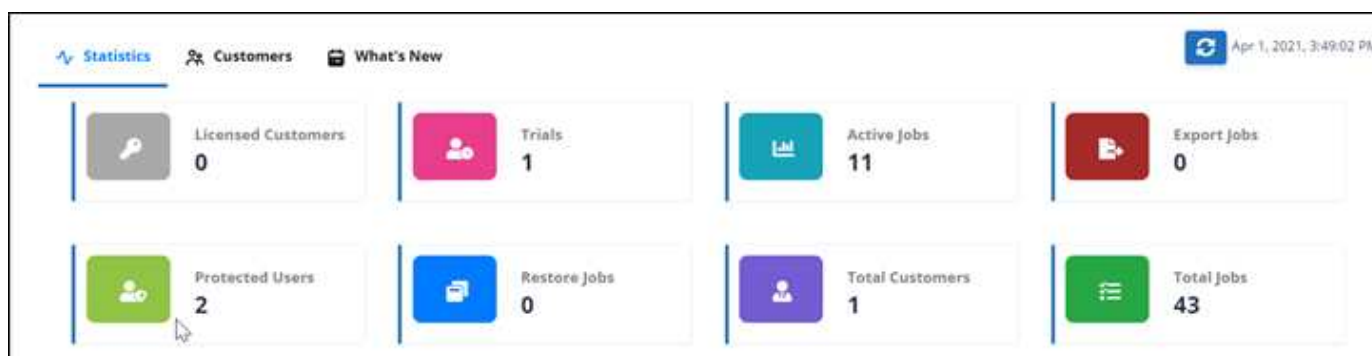 Statistics
Customers
What's New
Apr 1, 2021, 3:49:02 PM
Licensed Customers
0
Trials
1
Active Jobs
11
Export Jobs
0
Protected Users
2
Restore Jobs
0
Total Customers
1
Total Jobs
43